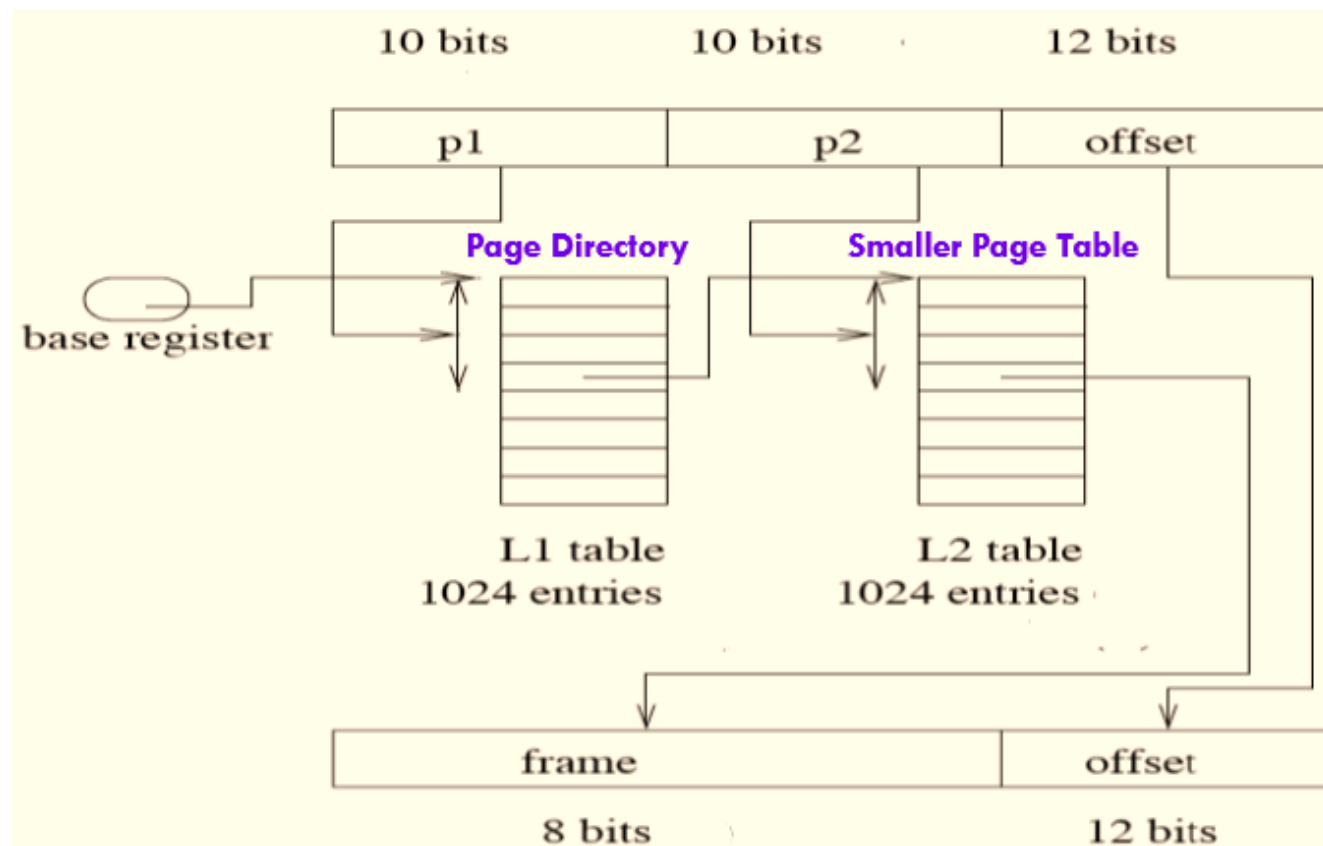 10 bits 10 bits 12 bits
p1 p2 offset
Page Directory Smaller Page Table
base register
L1 table L2 table
1024 entries 1024 entries
frame offset
8 bits 12 bits